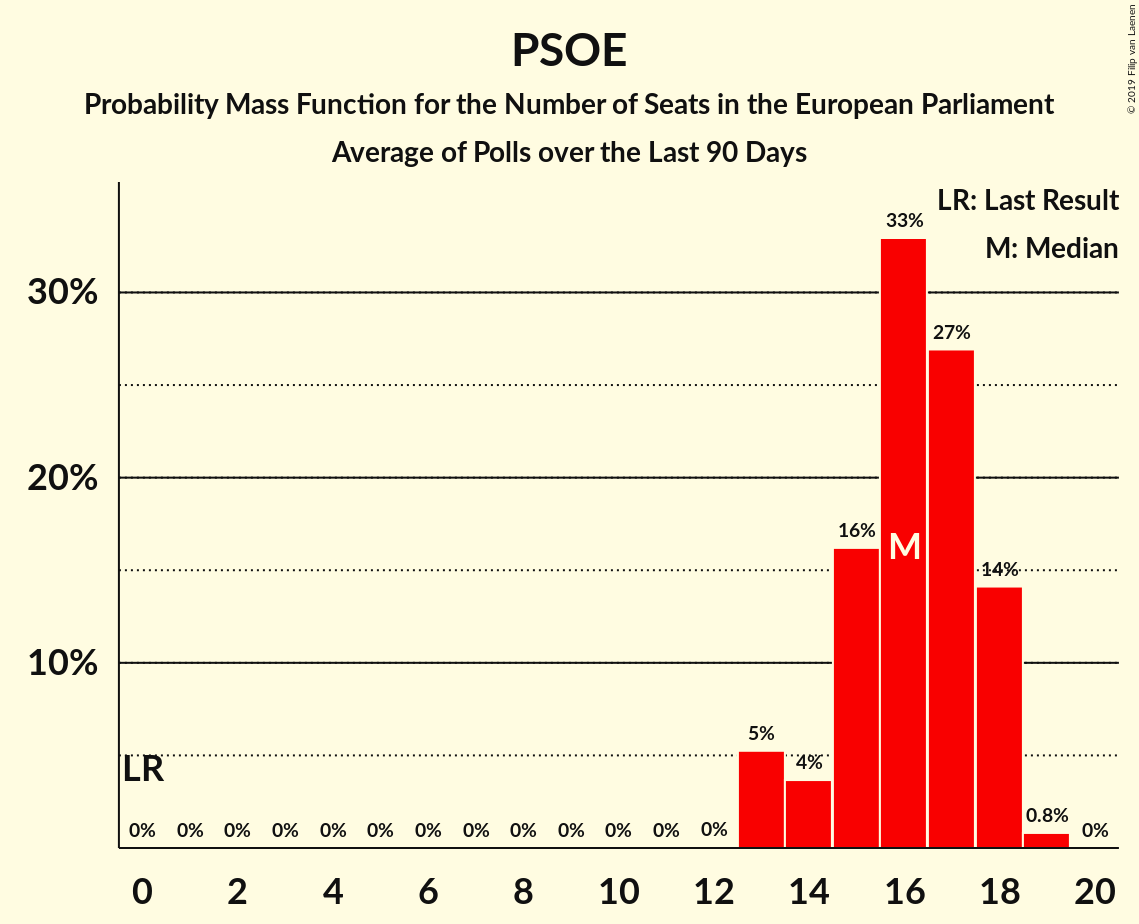 PSOE
Probability Mass Function for the Number of Seats in the European Parliament
Average of Polls over the Last 90 Days
© 2019 Filip van Laenen
LR: Last Result
M: Median
33%
30%
27%
20%
16%
M
14%
10%
5%
4%
LR
0.8%
0% 0% 0% 0% 0% 0% 0% 0% 0% 0% 0% 0% 0% 0%
0 2 4 6 8 10 12 14 16 18 20